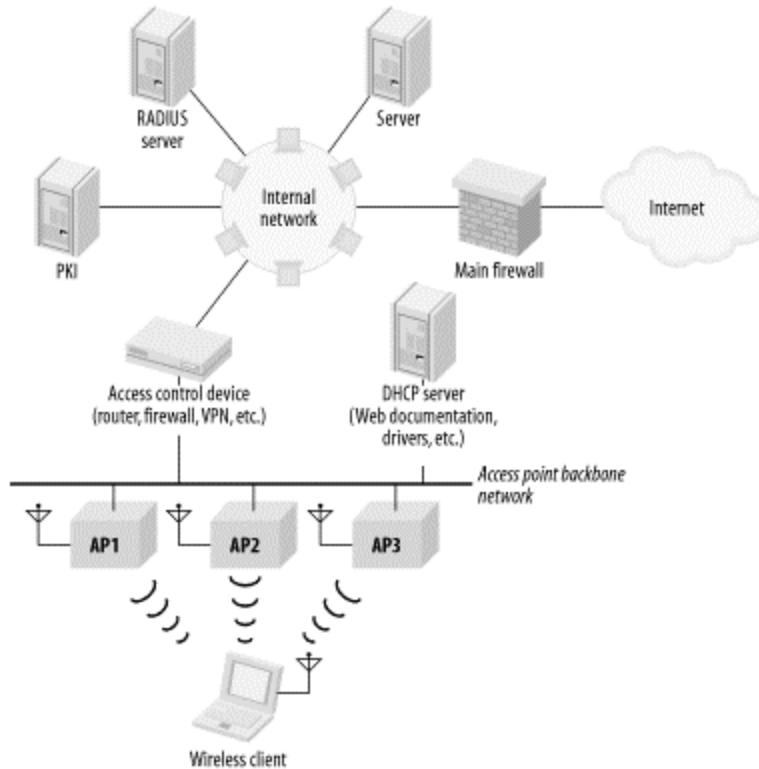 RADIUS
server
Server
Internal
network
Internet
PKI
Main firewall
Access control device
(router, firewall, VPN, etc.)
DHCP server
(Web documentation,
drivers, etc.)
Access point backbone
network
AP1
AP2
AP3
Wireless client